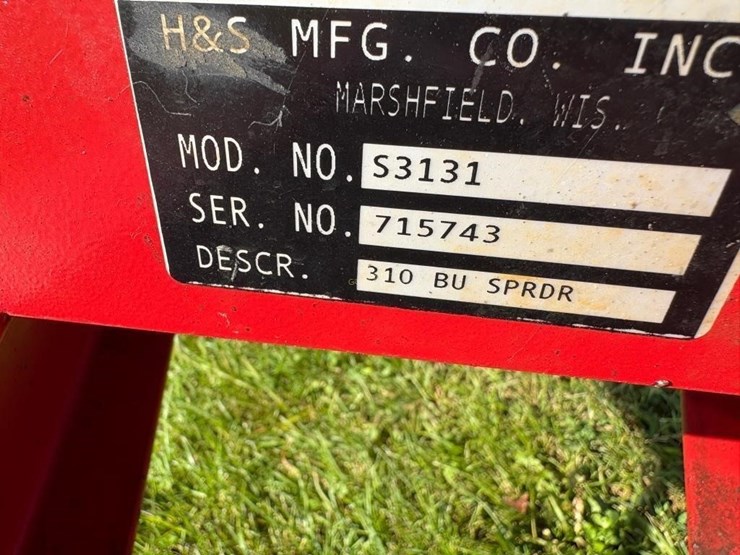 H&S MFG. CO. INC
MARSHFIELD, WIS.
MOD. NO. S3131
SER. NO. 715743
DESCR. 310 BU SPRDR